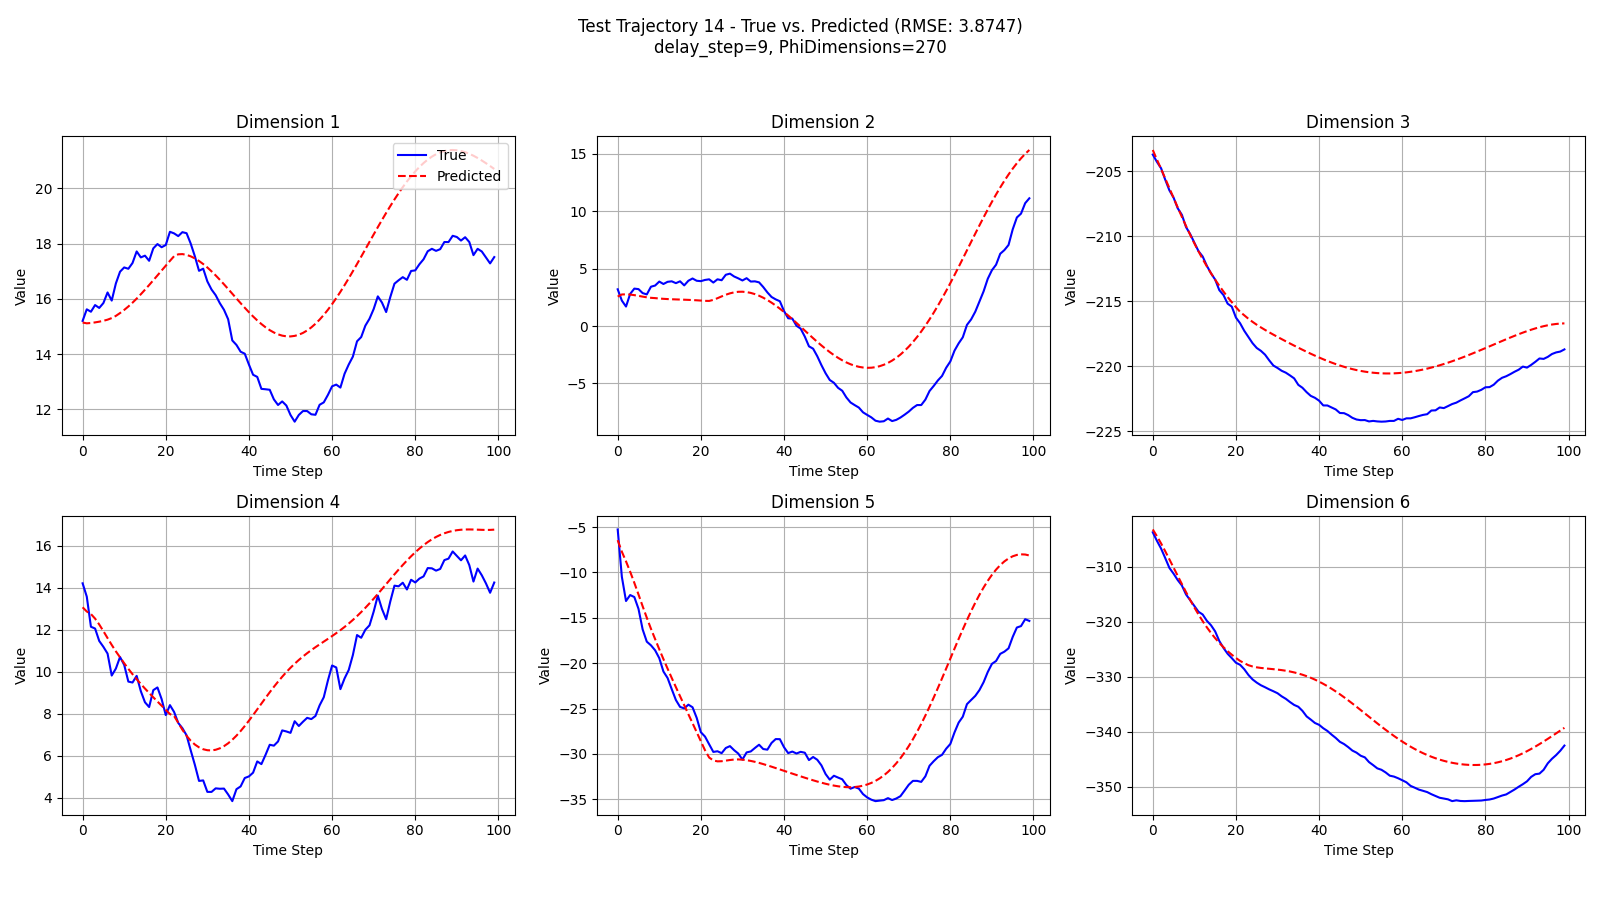 Test Trajectory 14 - True vs. Predicted (RMSE: 3.8747)
delay_step=9, PhiDimensions=270
Dimension 1
True
Predicted
Value
20
18
16
14
12
0 20 40 60 80 100
Time Step
Dimension 2
Value
15
10
5
0
−5
0 20 40 60 80 100
Time Step
Dimension 3
Value
−205
−210
−215
−220
−225
0 20 40 60 80 100
Time Step
Dimension 4
Value
16
14
12
10
8
6
4
0 20 40 60 80 100
Time Step
Dimension 5
Value
−5
−10
−15
−20
−25
−30
−35
0 20 40 60 80 100
Time Step
Dimension 6
Value
−310
−320
−330
−340
−350
0 20 40 60 80 100
Time Step